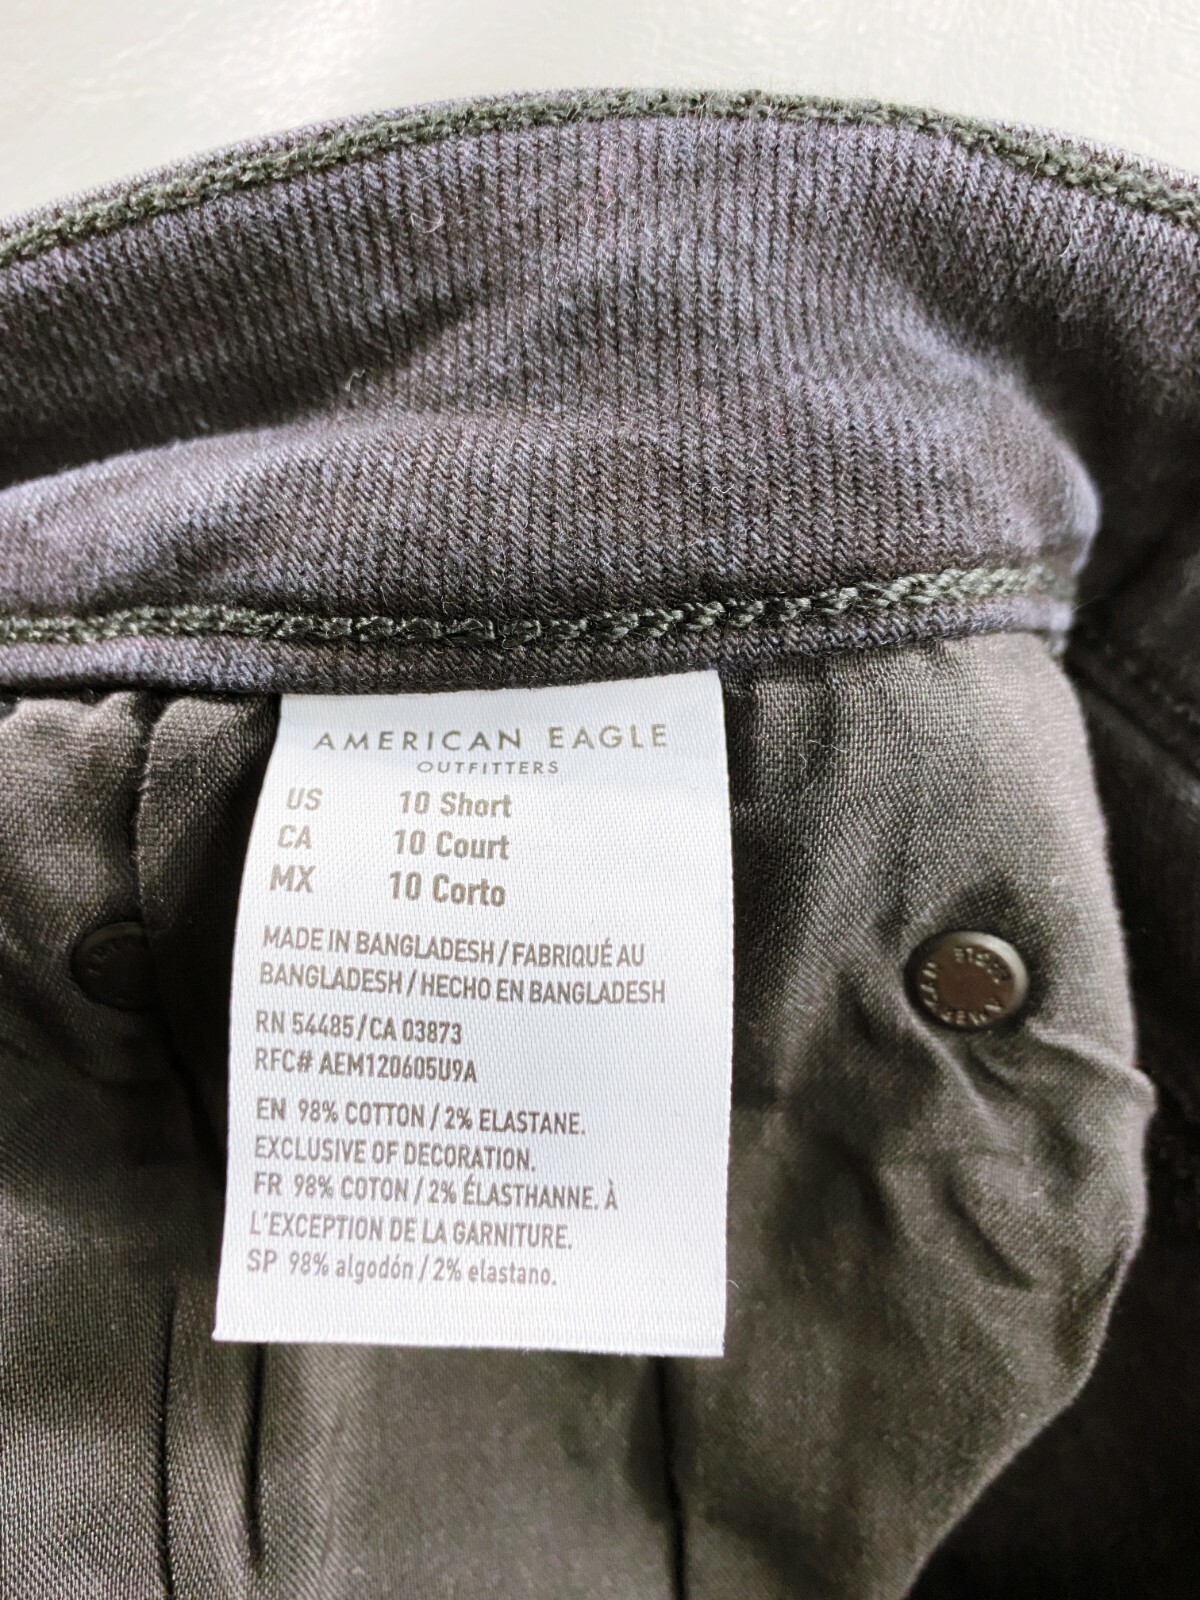 AMERICAN EAGLE
OUTFITTERS
US 10 Short
CA 10 Court
MX 10 Corto
MADE IN BANGLADESH / FABRIQUÉ AU
BANGLADESH / HECHO EN BANGLADESH
RN 54485 / CA 03873
RFC# AEM120605U9A
EN 98% COTTON / 2% ELASTANE.
EXCLUSIVE OF DECORATION.
FR 98% COTON / 2% ÉLASTHANNE. À
L'EXCEPTION DE LA GARNITURE.
SP 98% algodón / 2% elastano.